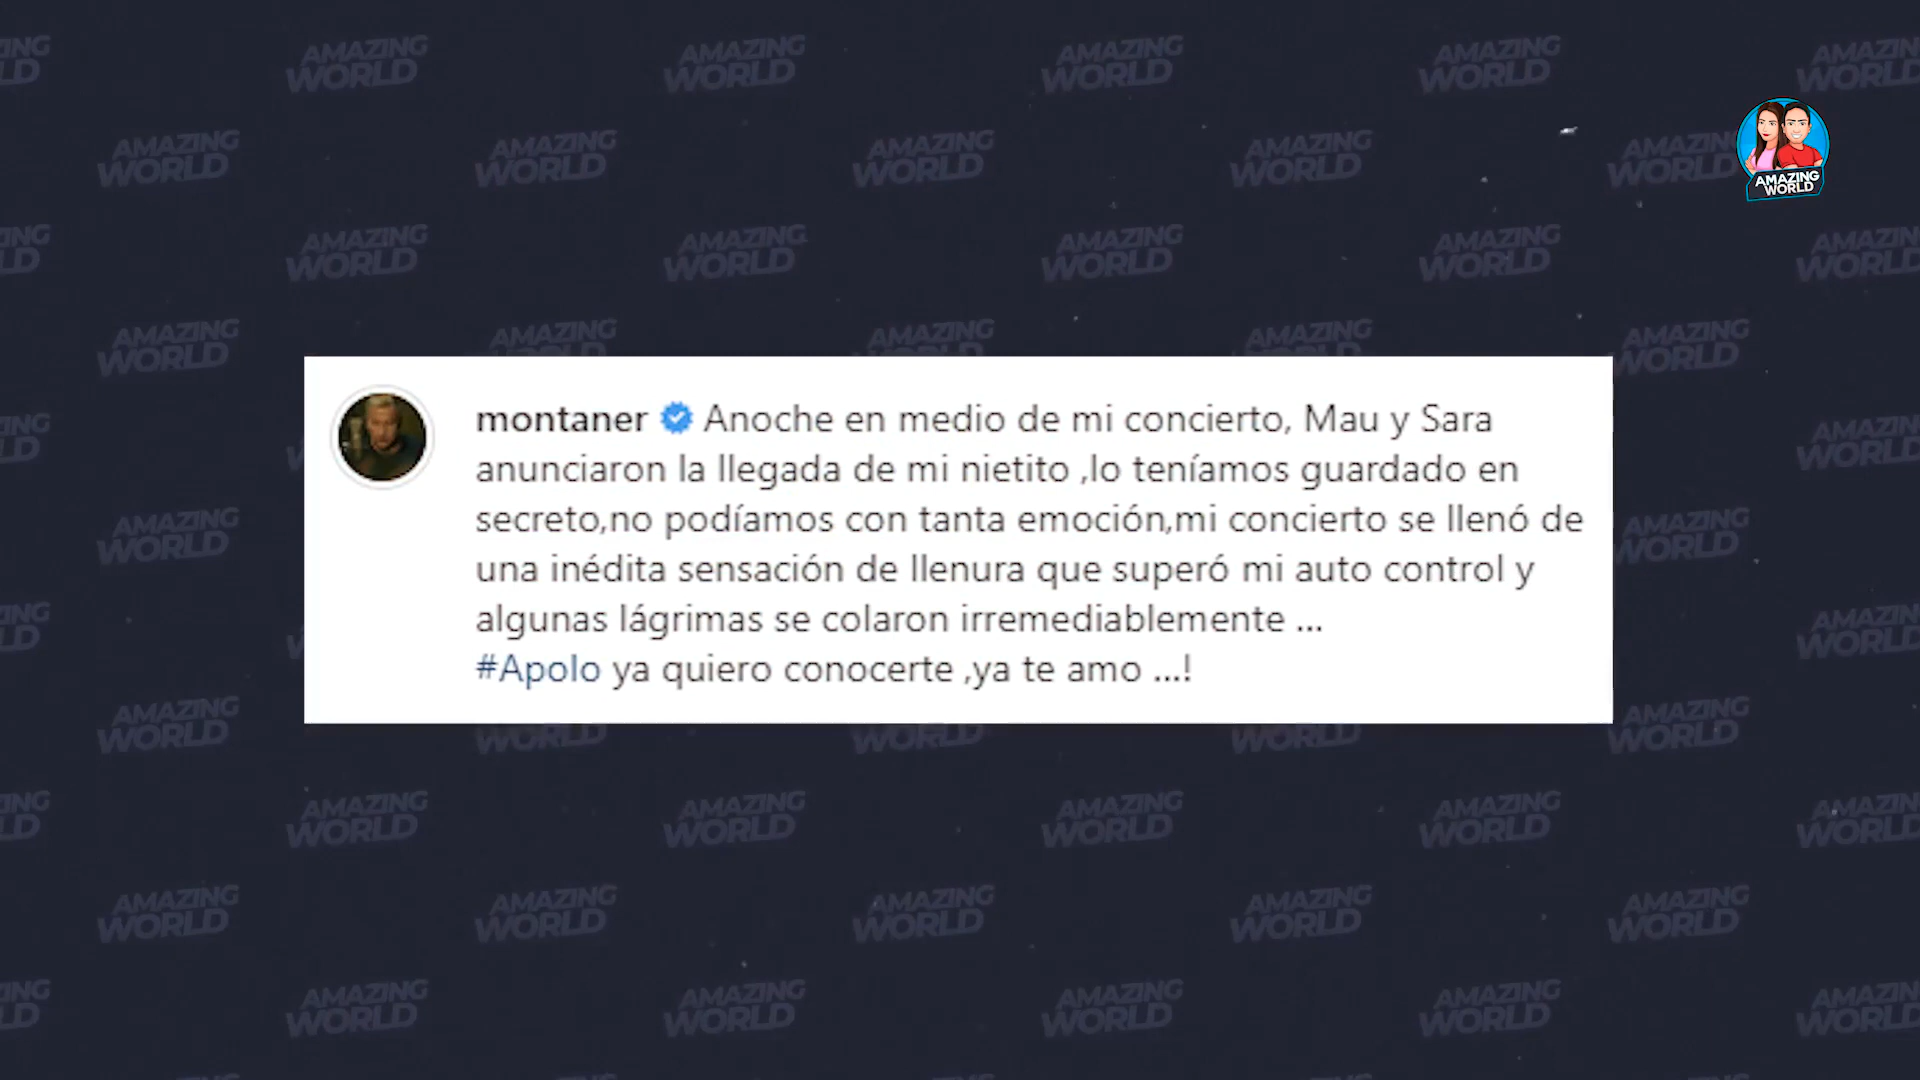 AMAZING
WORLD
montaner Anoche en medio de mi concierto, Mau y Sara
anunciaron la llegada de mi nietito ,lo teníamos guardado en
secreto,no podíamos con tanta emoción,mi concierto se llenó de
una inédita sensación de llenura que superó mi auto control y
algunas lágrimas se colaron irremediablemente ...
#Apolo ya quiero conocerte ,ya te amo ...!